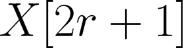 X[2r + 1]